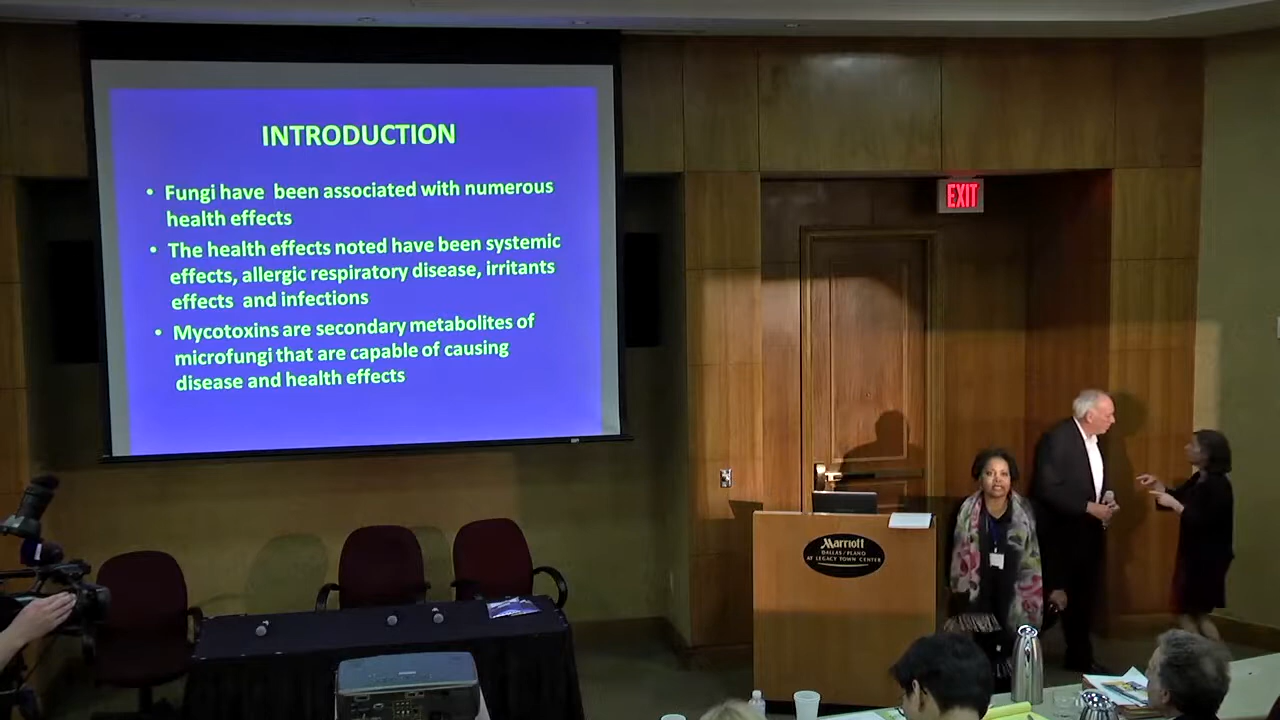 INTRODUCTION
• Fungi have been associated with numerous
health effects
• The health effects noted have been systemic
effects, allergic respiratory disease, irritants
effects and infections
• Mycotoxins are secondary metabolites of
microfungi that are capable of causing
disease and health effects
EXIT
Marriott
DALLAS/PLANO
AT LEGACY TOWN CENTER